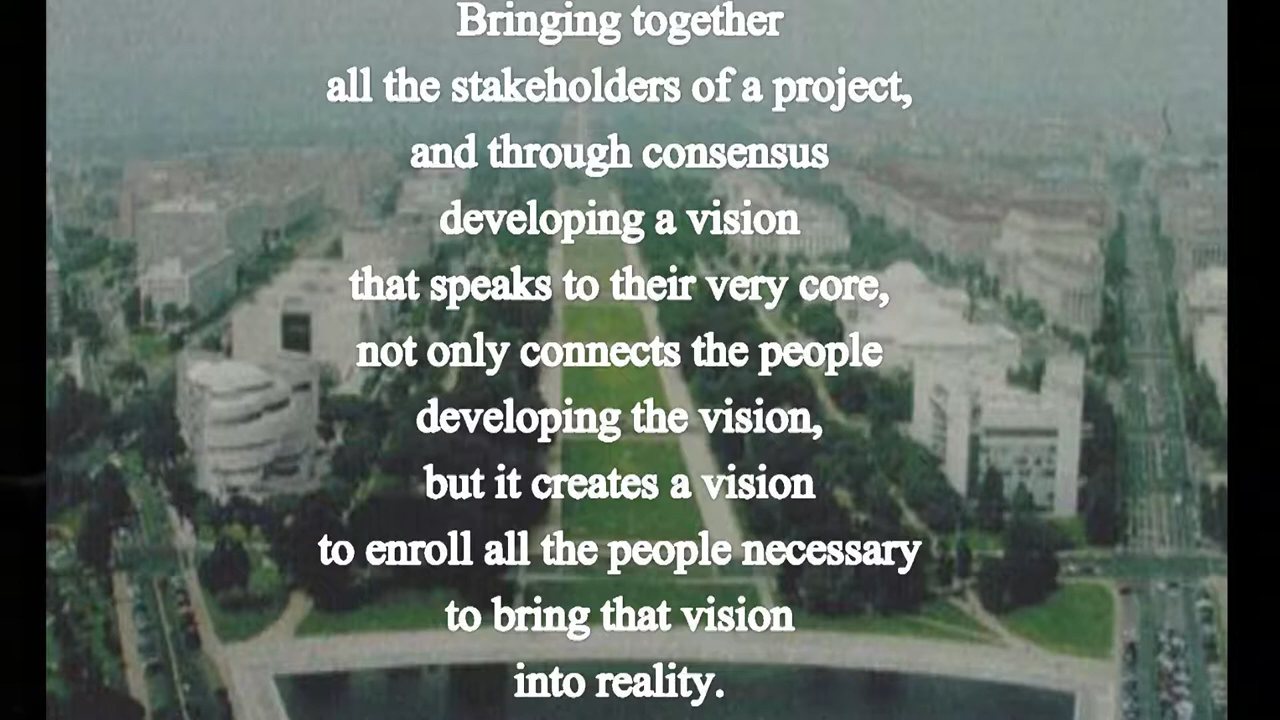 Bringing together
all the stakeholders of a project,
and through consensus
developing a vision
that speaks to their very core,
not only connects the people
developing the vision,
but it creates a vision
to enroll all the people necessary
to bring that vision
into reality.